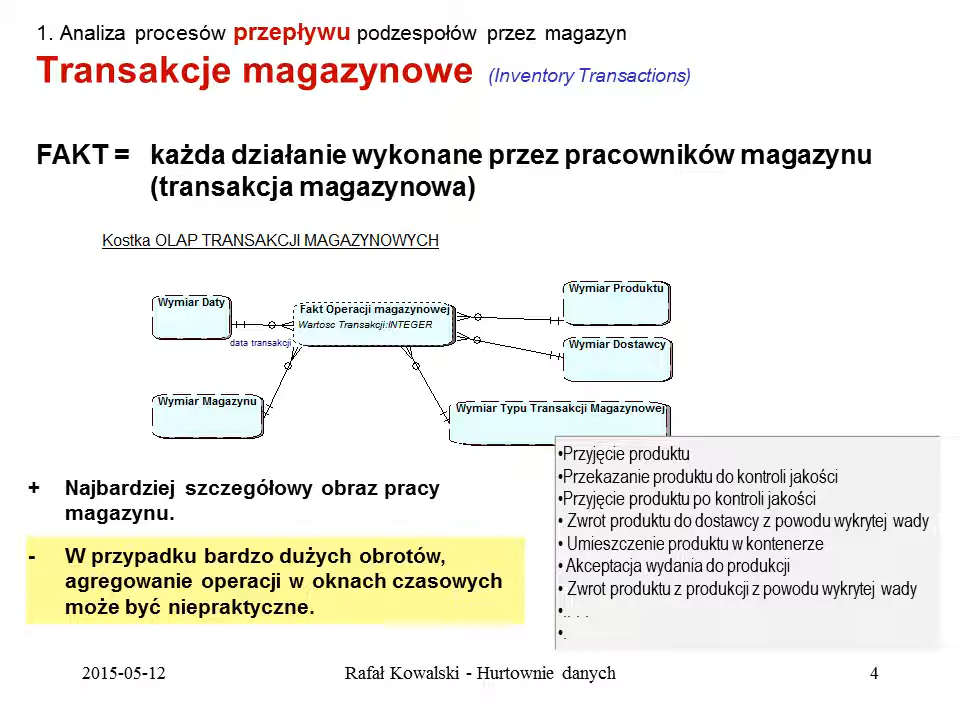 1. Analiza procesów przepływu podzespołów przez magazyn
Transakcje magazynowe (Inventory Transactions)
FAKT = każda działanie wykonane przez pracowników magazynu
(transakcja magazynowa)
Kostka OLAP TRANSAKCJI MAGAZYNOWYCH
Wymiar Daty
Fakt Operacji magazynowej
Wartosc Transakcji:INTEGER
data transakcji
Wymiar Produktu
Wymiar Dostawcy
Wymiar Magazynu
Wymiar Typu Transakcji Magazynowej
•Przyjęcie produktu
•Przekazanie produktu do kontroli jakości
•Przyjęcie produktu po kontroli jakości
• Zwrot produktu do dostawcy z powodu wykrytej wady
• Umieszczenie produktu w kontenerze
• Akceptacja wydania do produkcji
• Zwrot produktu z produkcji z powodu wykrytej wady
•.. . .
•.
+ Najbardziej szczegółowy obraz pracy
magazynu.
- W przypadku bardzo dużych obrotów,
agregowanie operacji w oknach czasowych
może być niepraktyczne.
2015-05-12
Rafał Kowalski - Hurtownie danych
4